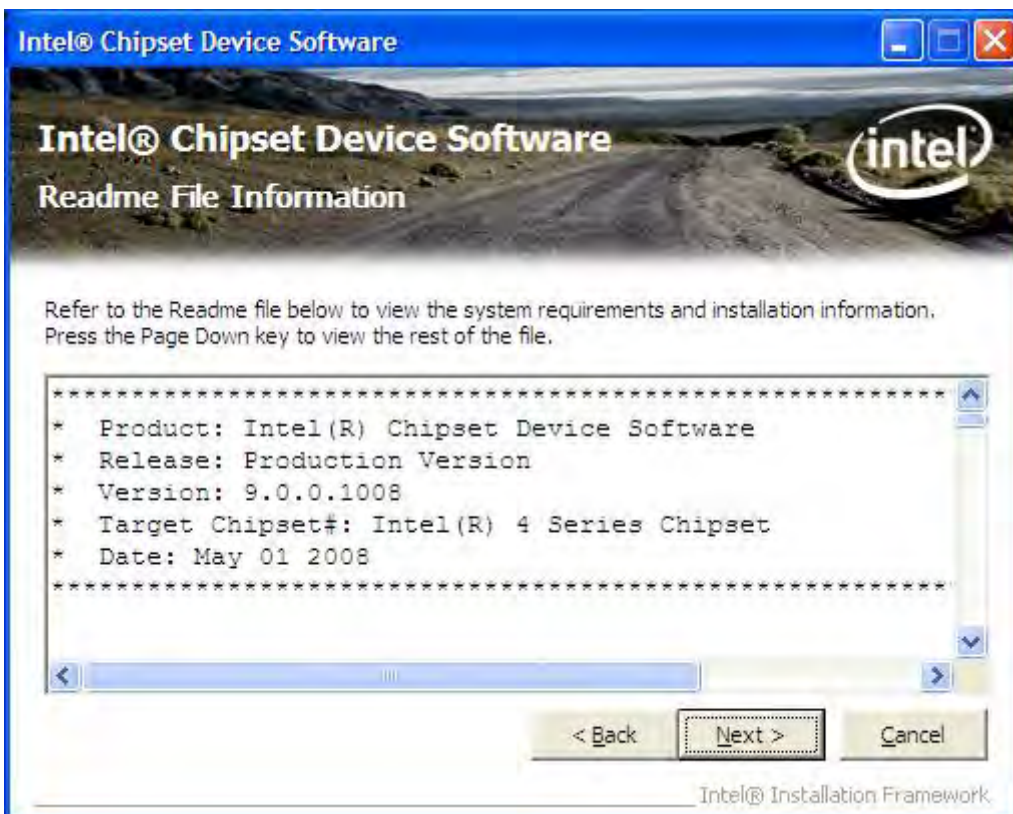 Intel® Chipset Device Software
Intel® Chipset Device Software
intel
Readme File Information
Refer to the Readme file below to view the system requirements and installation information.
Press the Page Down key to view the rest of the file.
*********************************************************
* Product: Intel(R) Chipset Device Software
* Release: Production Version
* Version: 9.0.0.1008
* Target Chipset#: Intel(R) 4 Series Chipset
* Date: May 01 2008
*********************************************************
< Back
Next >
Cancel
Intel® Installation Framework